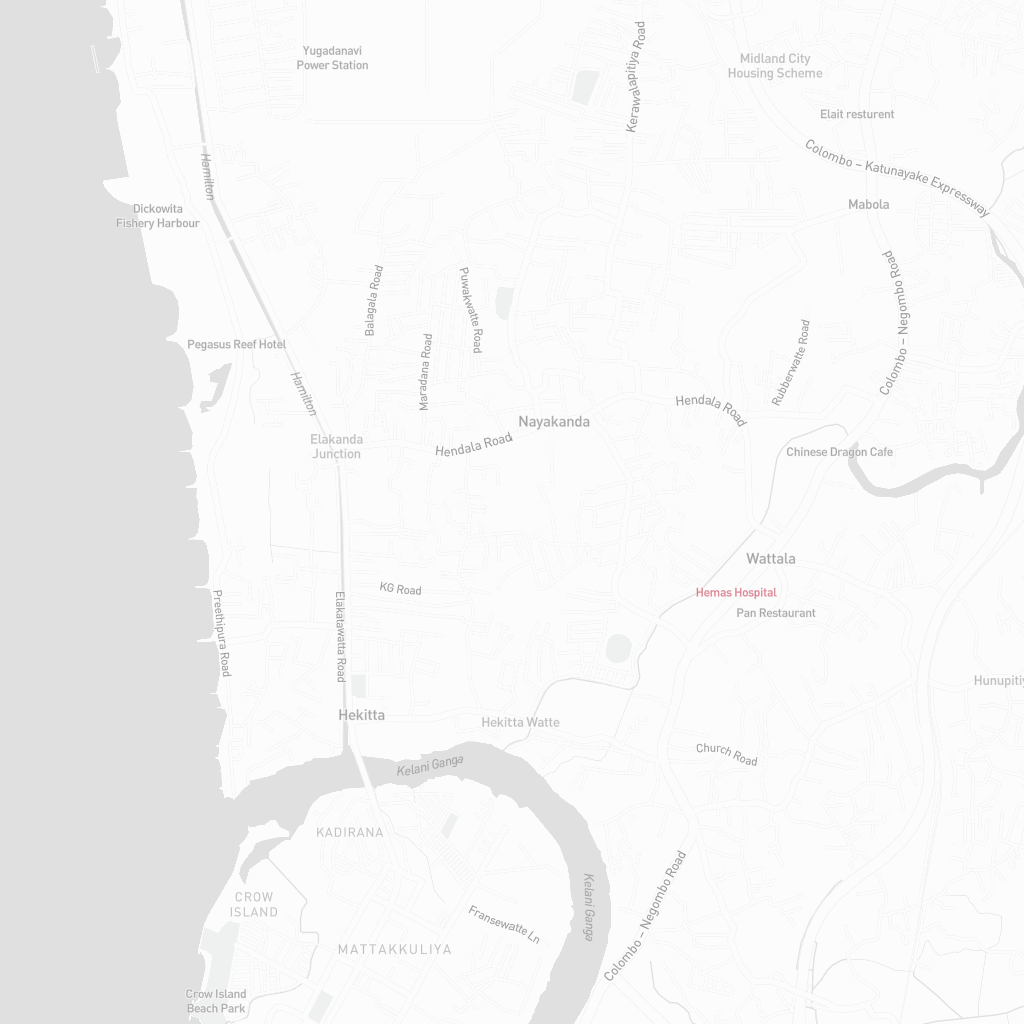 Yugadanavi
Power Station
Kerawalapitiya Road
Midland City
Housing Scheme
Elait resturent
Colombo – Katunayake Expressway
Hamilton
Dickowita
Fishery Harbour
Mabola
Balagala Road
Puwakwatte Road
Colombo – Negombo Road
Pegasus Reef Hotel
Maradana Road
Rubberwatte Road
Hamilton
Hendala Road
Nayakanda
Elakanda
Junction
Hendala Road
Chinese Dragon Cafe
Wattala
KG Road
Hemas Hospital
Pan Restaurant
Preethipura Road
Elakatawatta Road
Hunupitiy
Hekitta
Hekitta Watte
Church Road
Kelani Ganga
KADIRANA
Kelani Ganga
CROW
ISLAND
Fransewatte Ln
Colombo – Negombo Road
MATTAKKULIYA
Crow Island
Beach Park